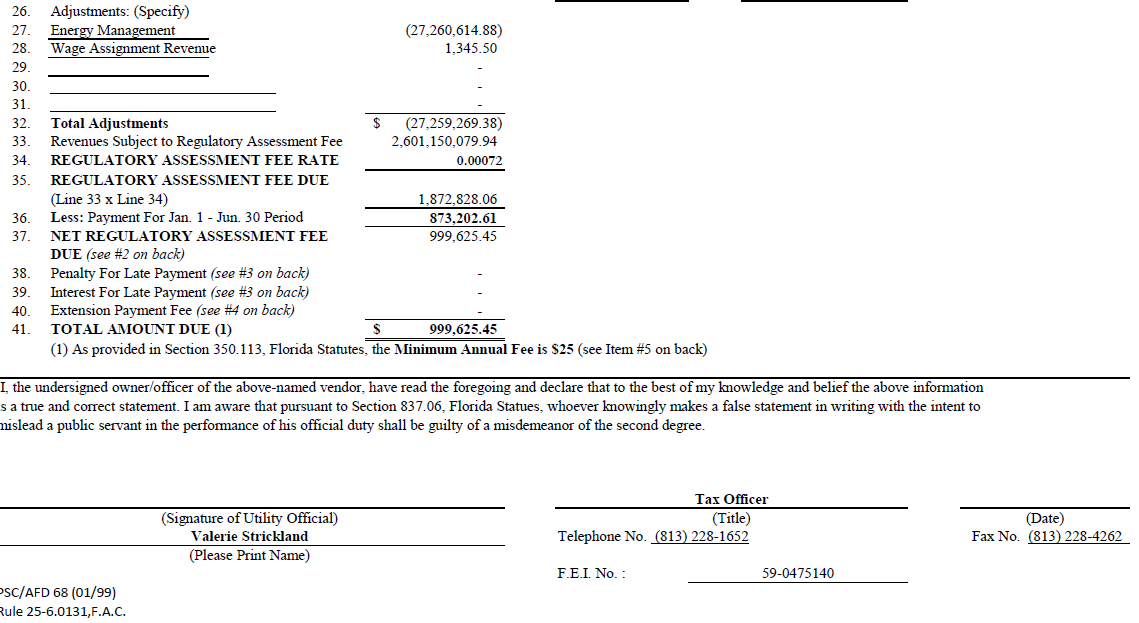 26. Adjustments: (Specify)
27. Energy Management (27,260,614.88)
28. Wage Assignment Revenue 1,345.50
29. -
30. -
31. -
32. Total Adjustments $ (27,259,269.38)
33. Revenues Subject to Regulatory Assessment Fee 2,601,150,079.94
34. REGULATORY ASSESSMENT FEE RATE 0.00072
35. REGULATORY ASSESSMENT FEE DUE
(Line 33 x Line 34) 1,872,828.06
36. Less: Payment For Jan. 1 - Jun. 30 Period 873,202.61
37. NET REGULATORY ASSESSMENT FEE 999,625.45
DUE (see #2 on back)
38. Penalty For Late Payment (see #3 on back) -
39. Interest For Late Payment (see #3 on back) -
40. Extension Payment Fee (see #4 on back) -
41. TOTAL AMOUNT DUE (1) $ 999,625.45
(1) As provided in Section 350.113, Florida Statutes, the Minimum Annual Fee is $25 (see Item #5 on back)
I, the undersigned owner/officer of the above-named vendor, have read the foregoing and declare that to the best of my knowledge and belief the above information
s a true and correct statement. I am aware that pursuant to Section 837.06, Florida Statues, whoever knowingly makes a false statement in writing with the intent to
mislead a public servant in the performance of his official duty shall be guilty of a misdemeanor of the second degree.
Tax Officer
(Signature of Utility Official) (Title) (Date)
Valerie Strickland Telephone No. (813) 228-1652 Fax No. (813) 228-4262
(Please Print Name)
F.E.I. No. : 59-0475140
PSC/AFD 68 (01/99)
Rule 25-6.0131,F.A.C.